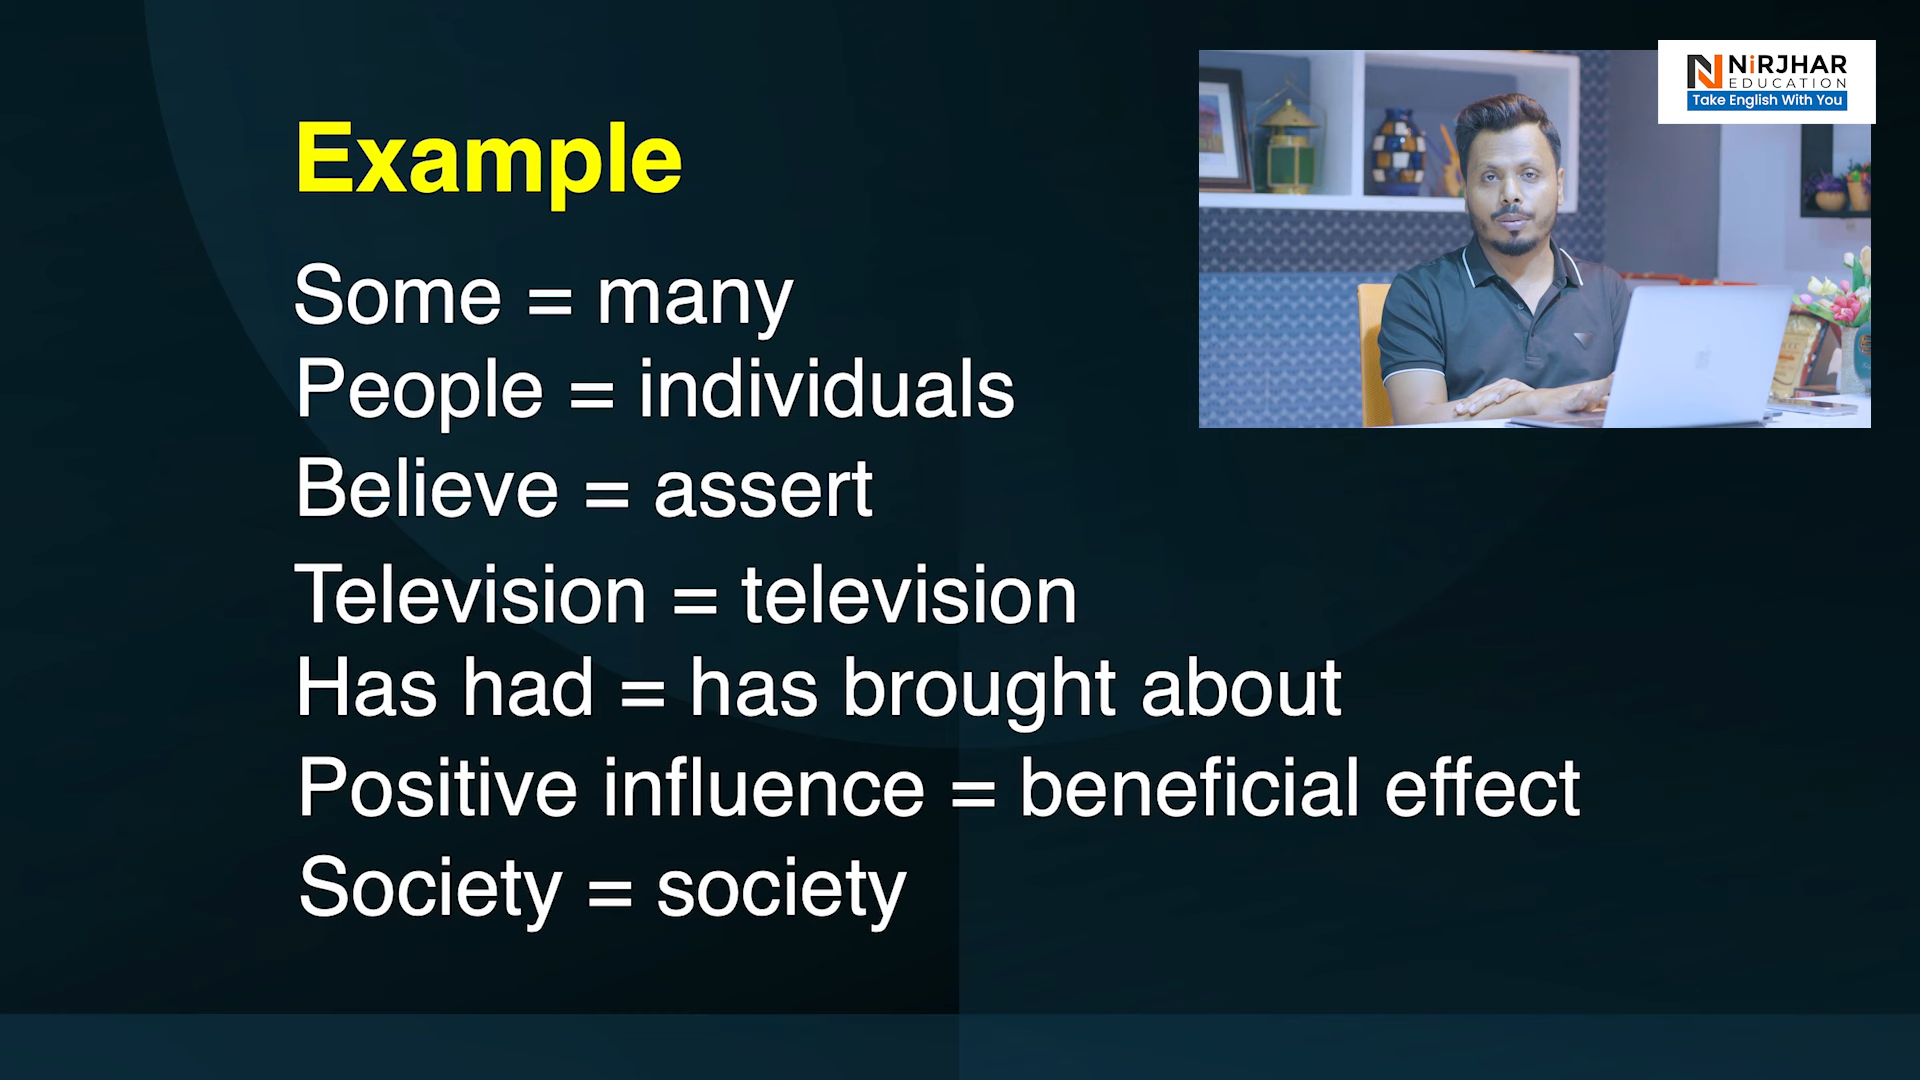 NiRJHAR
EDUCATION
Take English With You
Example
Some = many
People = individuals
Believe = assert
Television = television
Has had = has brought about
Positive influence = beneficial effect
Society = society